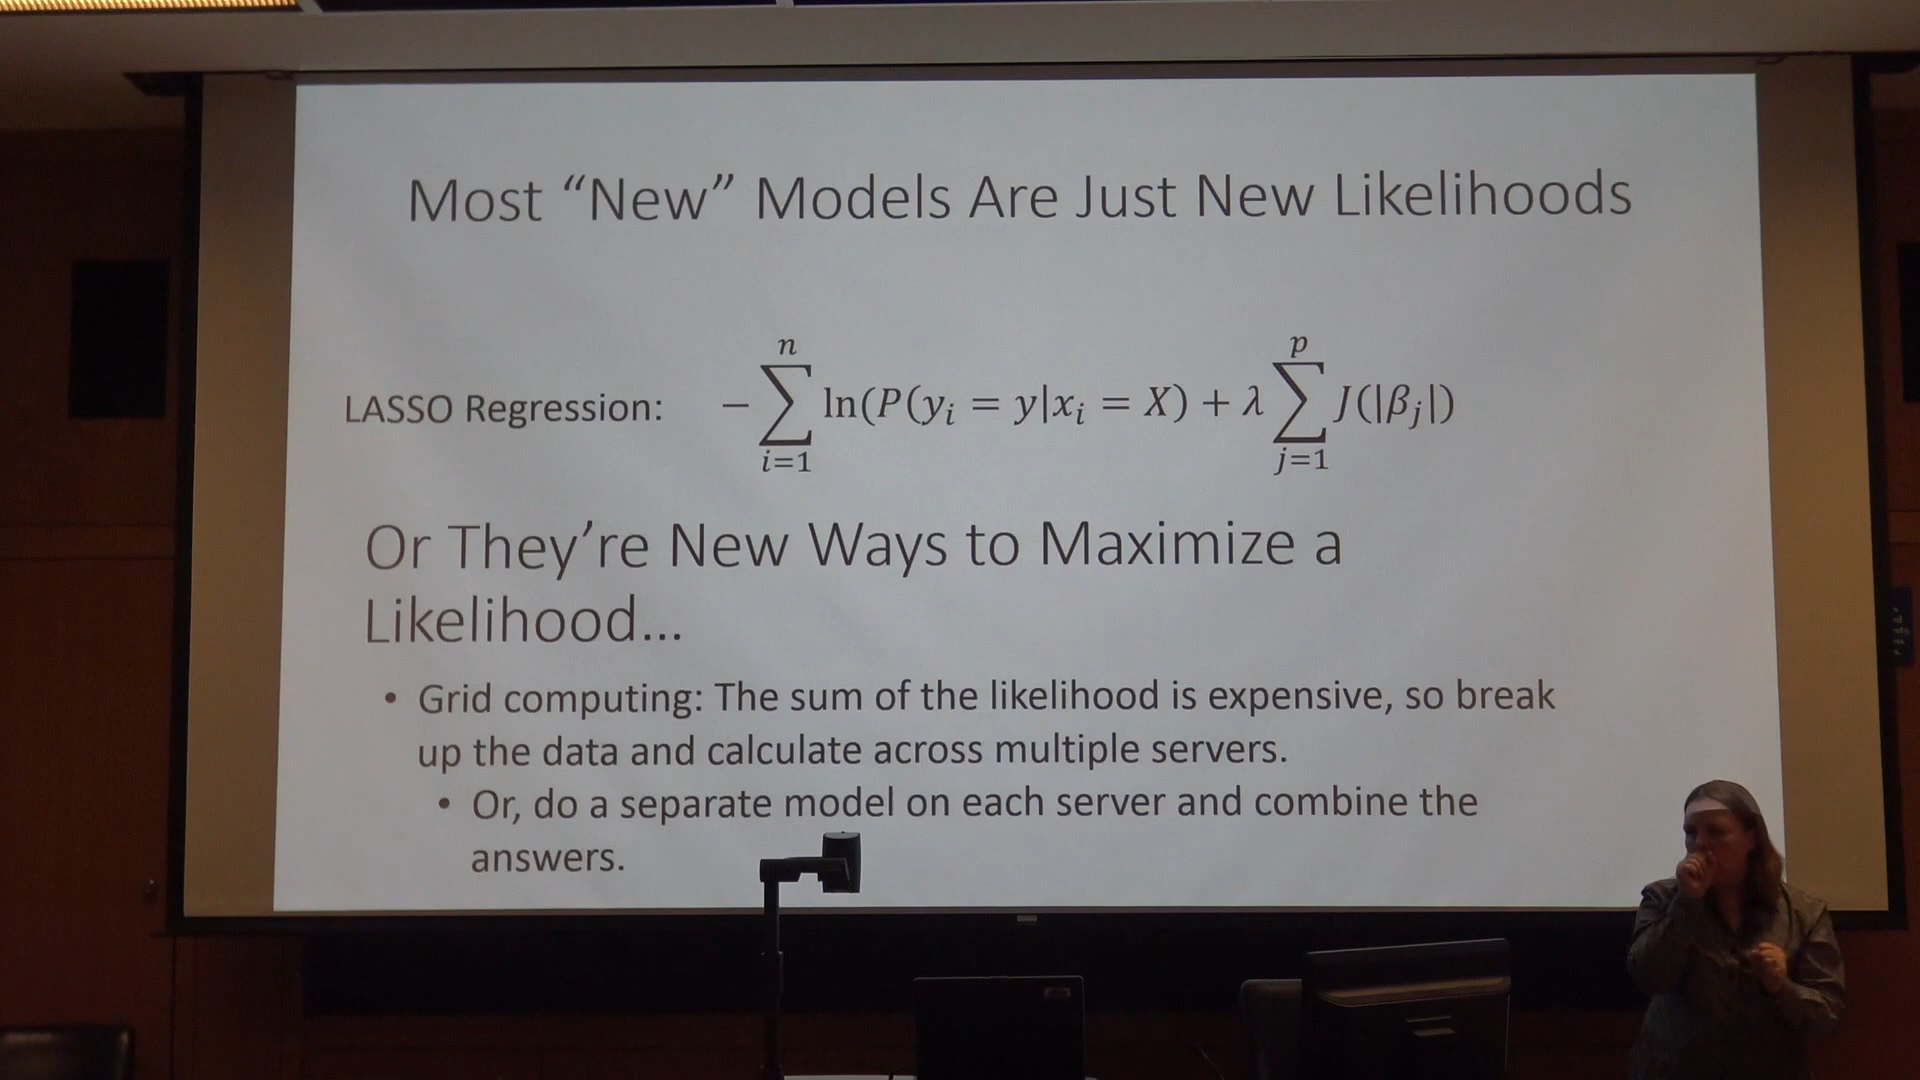 Most “New” Models Are Just New Likelihoods
LASSO Regression: $-\sum_{i=1}^{n} \ln(P(y_i = y|x_i = X) + \lambda \sum_{j=1}^{p} J(|\beta_j|)$
Or They’re New Ways to Maximize a
Likelihood…
• Grid computing: The sum of the likelihood is expensive, so break
up the data and calculate across multiple servers.
• Or, do a separate model on each server and combine the
answers.